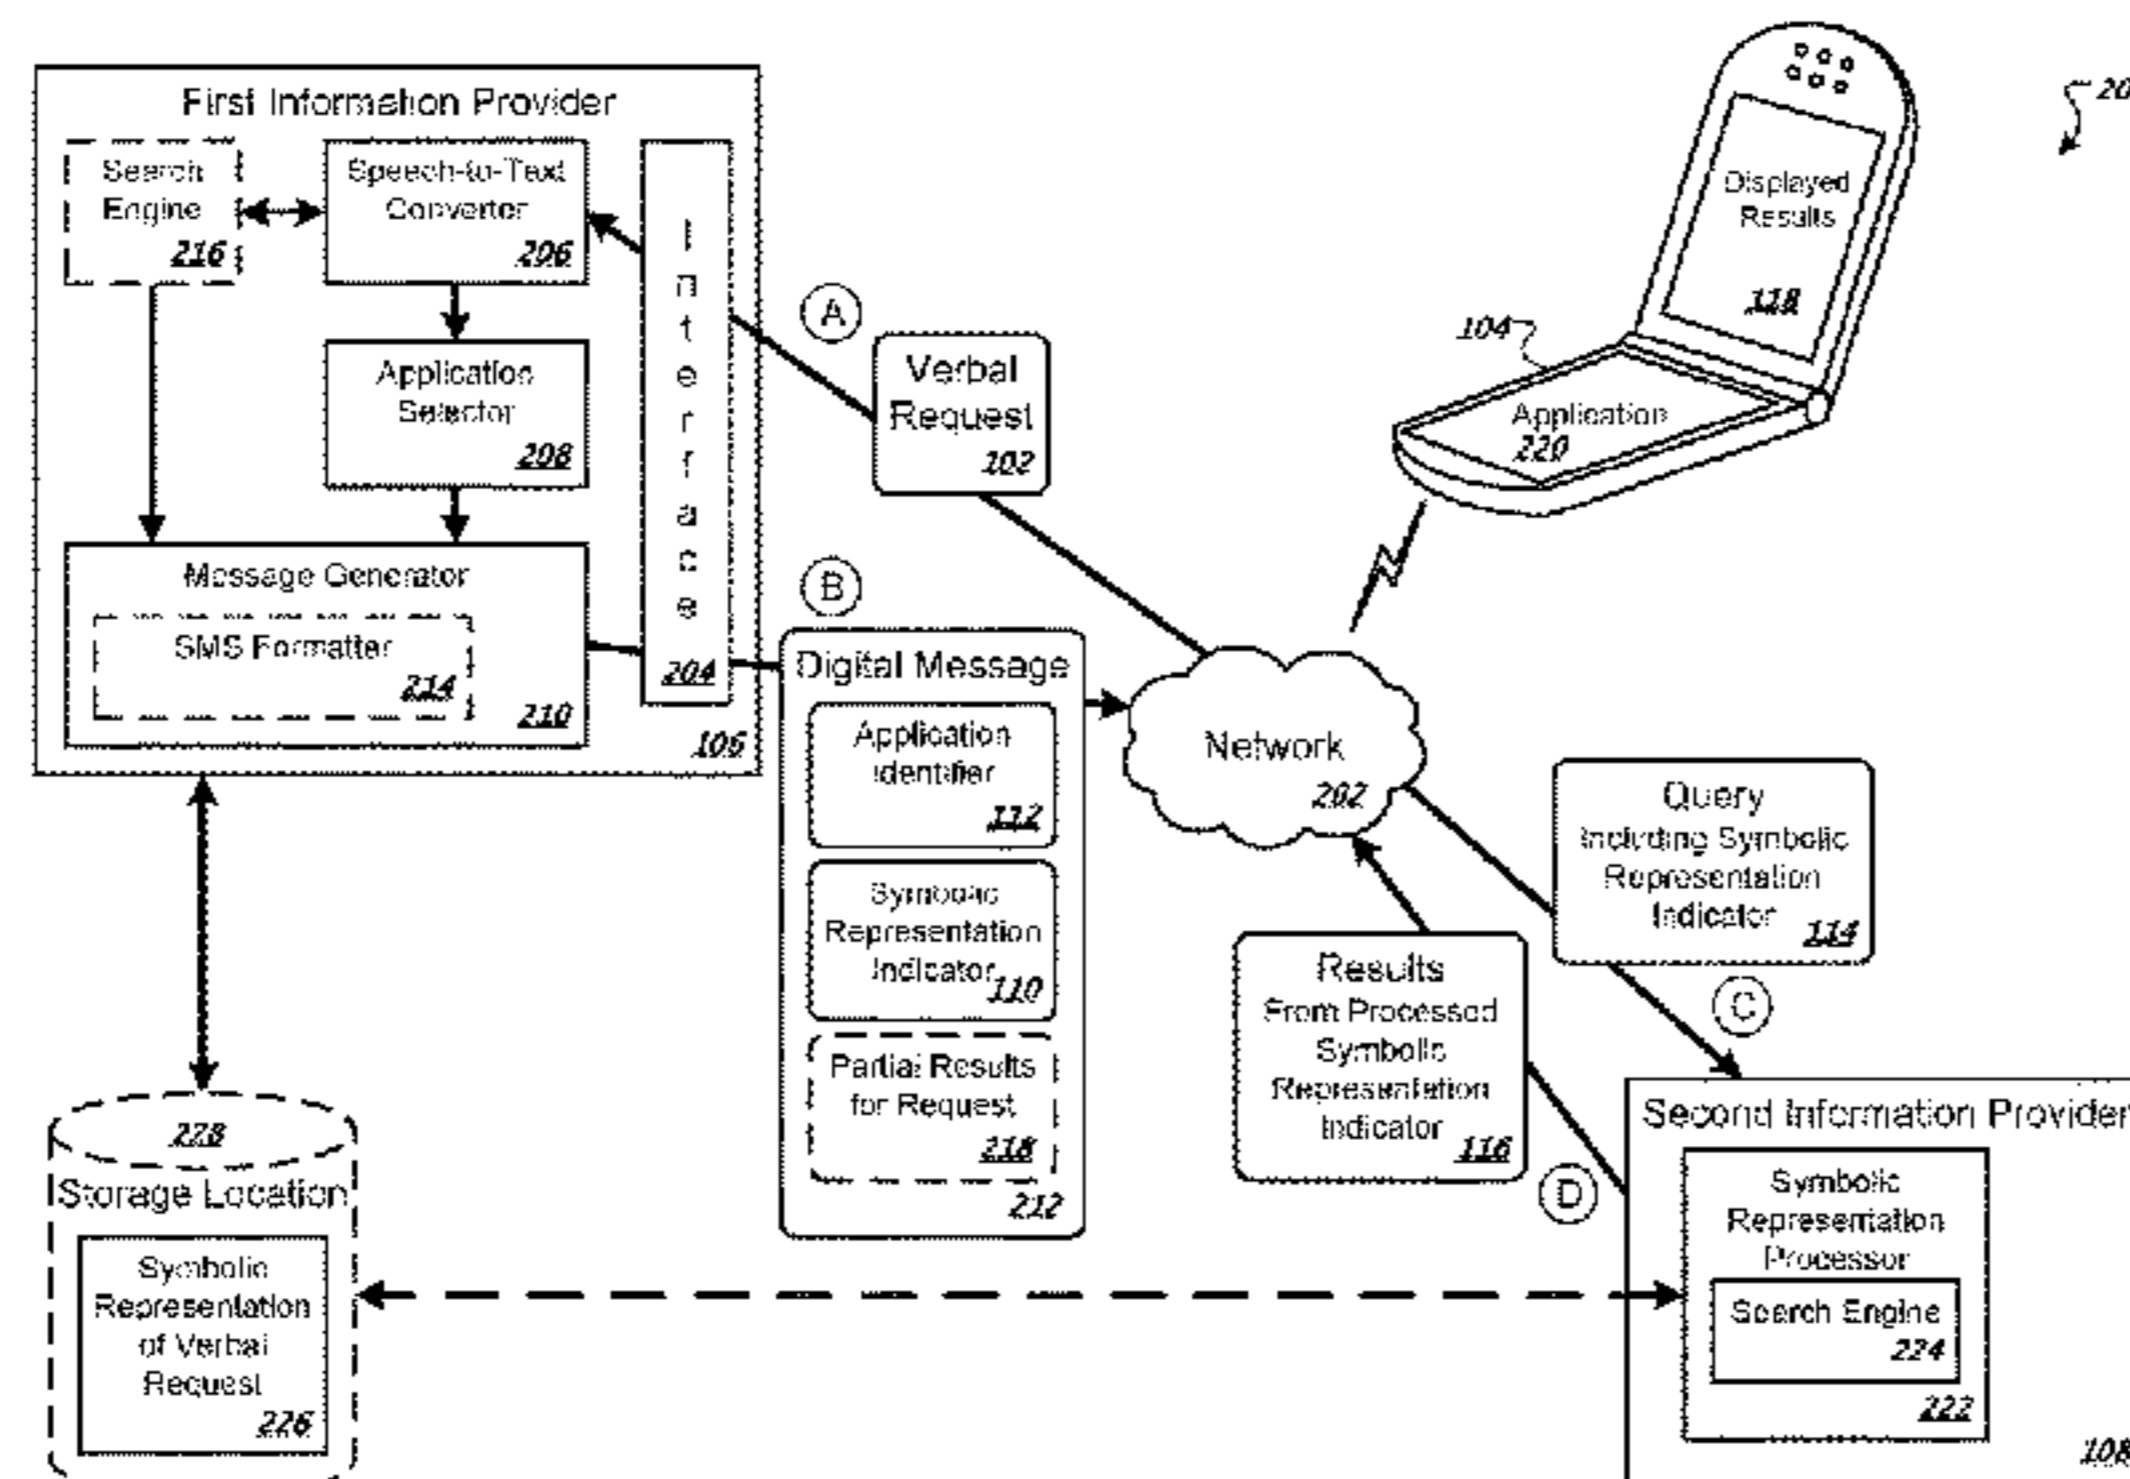 First Information Provider
Search
Engine
216
Speech-to-Text
Converter
206
Application
Selector
208
Message Generator
SMS Formatter
214
210
Interface
204
106
A
Verbal
Request
102
B
Digital Message
Application
Identifier
112
Symbolic
Representation
Indicator
110
Partial Results
for Request
218
212
Network
202
20
Displayed
Results
118
104
Application
220
Query
Including Symbolic
Representation
Indicator
114
C
Results
From Processed
Symbolic
Representation
Indicator
116
D
Second Information Provider
Symbolic
Representation
Processor
Search Engine
224
222
108
228
Storage Location
Symbolic
Representation
of Verbal
Request
226